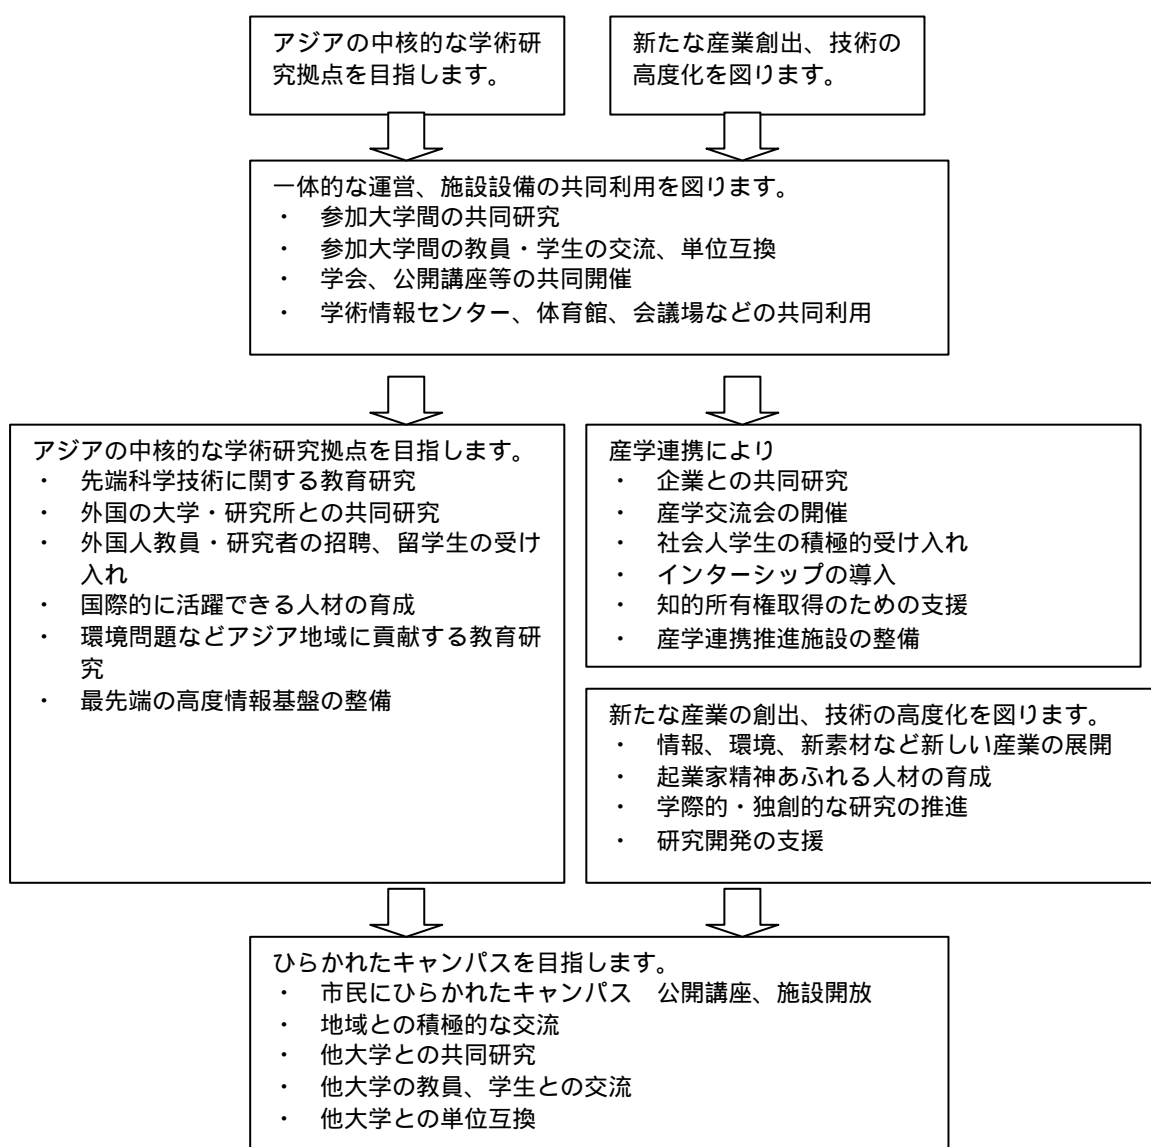 アジアの中核的な学術研
究拠点を目指します。
新たな産業創出、技術の
高度化を図ります。
一体的な運営、施設設備の共同利用を図ります。
・ 参加大学間の共同研究
・ 参加大学間の教員・学生の交流、単位互換
・ 学会、公開講座等の共同開催
・ 学術情報センター、体育館、会議場などの共同利用
アジアの中核的な学術研究拠点を目指します。
・ 先端科学技術に関する教育研究
・ 外国の大学・研究所との共同研究
・ 外国人教員・研究者の招聘、留学生の受け
入れ
・ 国際的に活躍できる人材の育成
・ 環境問題などアジア地域に貢献する教育研
究
・ 最先端の高度情報基盤の整備
産学連携により
・ 企業との共同研究
・ 産学交流会の開催
・ 社会人学生の積極的受け入れ
・ インターシップの導入
・ 知的所有権取得のための支援
・ 産学連携推進施設の整備
新たな産業の創出、技術の高度化を図ります。
・ 情報、環境、新素材など新しい産業の展開
・ 起業家精神あふれる人材の育成
・ 学際的・独創的な研究の推進
・ 研究開発の支援
ひらかれたキャンパスを目指します。
・ 市民にひらかれたキャンパス　公開講座、施設開放
・ 地域との積極的な交流
・ 他大学との共同研究
・ 他大学の教員、学生との交流
・ 他大学との単位互換